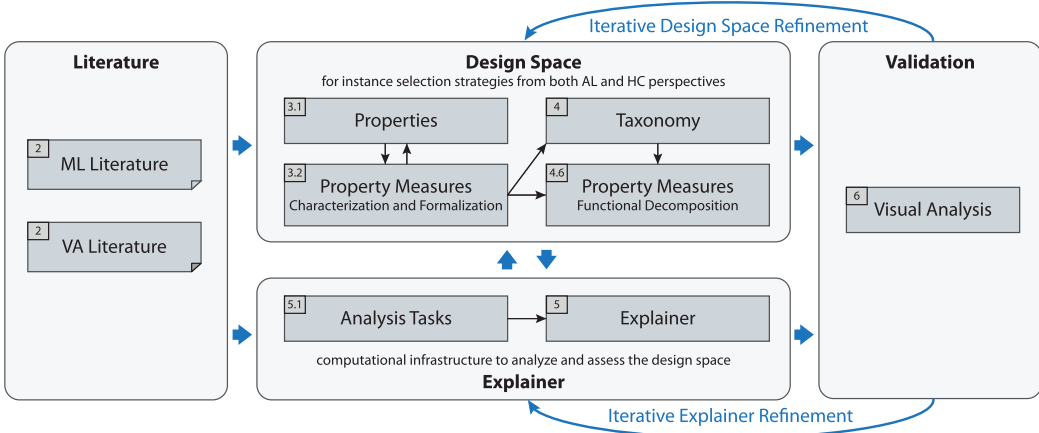 Iterative Design Space Refinement
Literature
2
ML Literature
2
VA Literature
Design Space
for instance selection strategies from both AL and HC perspectives
3.1
Properties
4
Taxonomy
3.2
Property Measures
Characterization and Formalization
4.6
Property Measures
Functional Decomposition
5.1
Analysis Tasks
5
Explainer
computational infrastructure to analyze and assess the design space
Explainer
Validation
6
Visual Analysis
Iterative Explainer Refinement